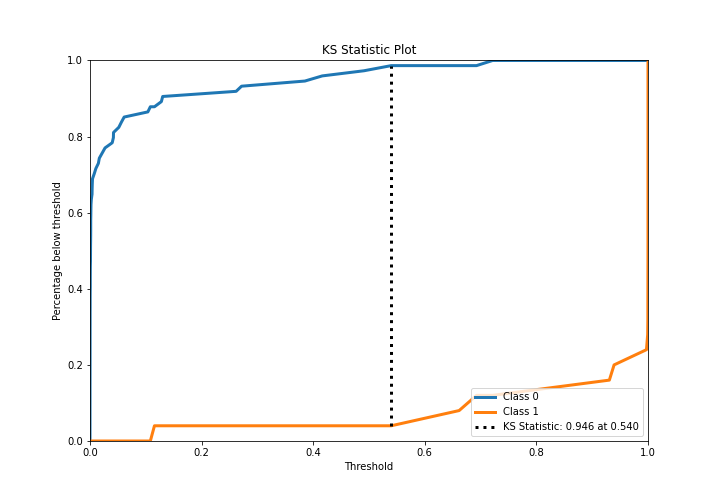 KS Statistic Plot
1.0
0.8
0.6
0.4
0.2
0.0
Percentage below threshold
Class 0
Class 1
KS Statistic: 0.946 at 0.540
0.0 0.2 0.4 0.6 0.8 1.0
Threshold